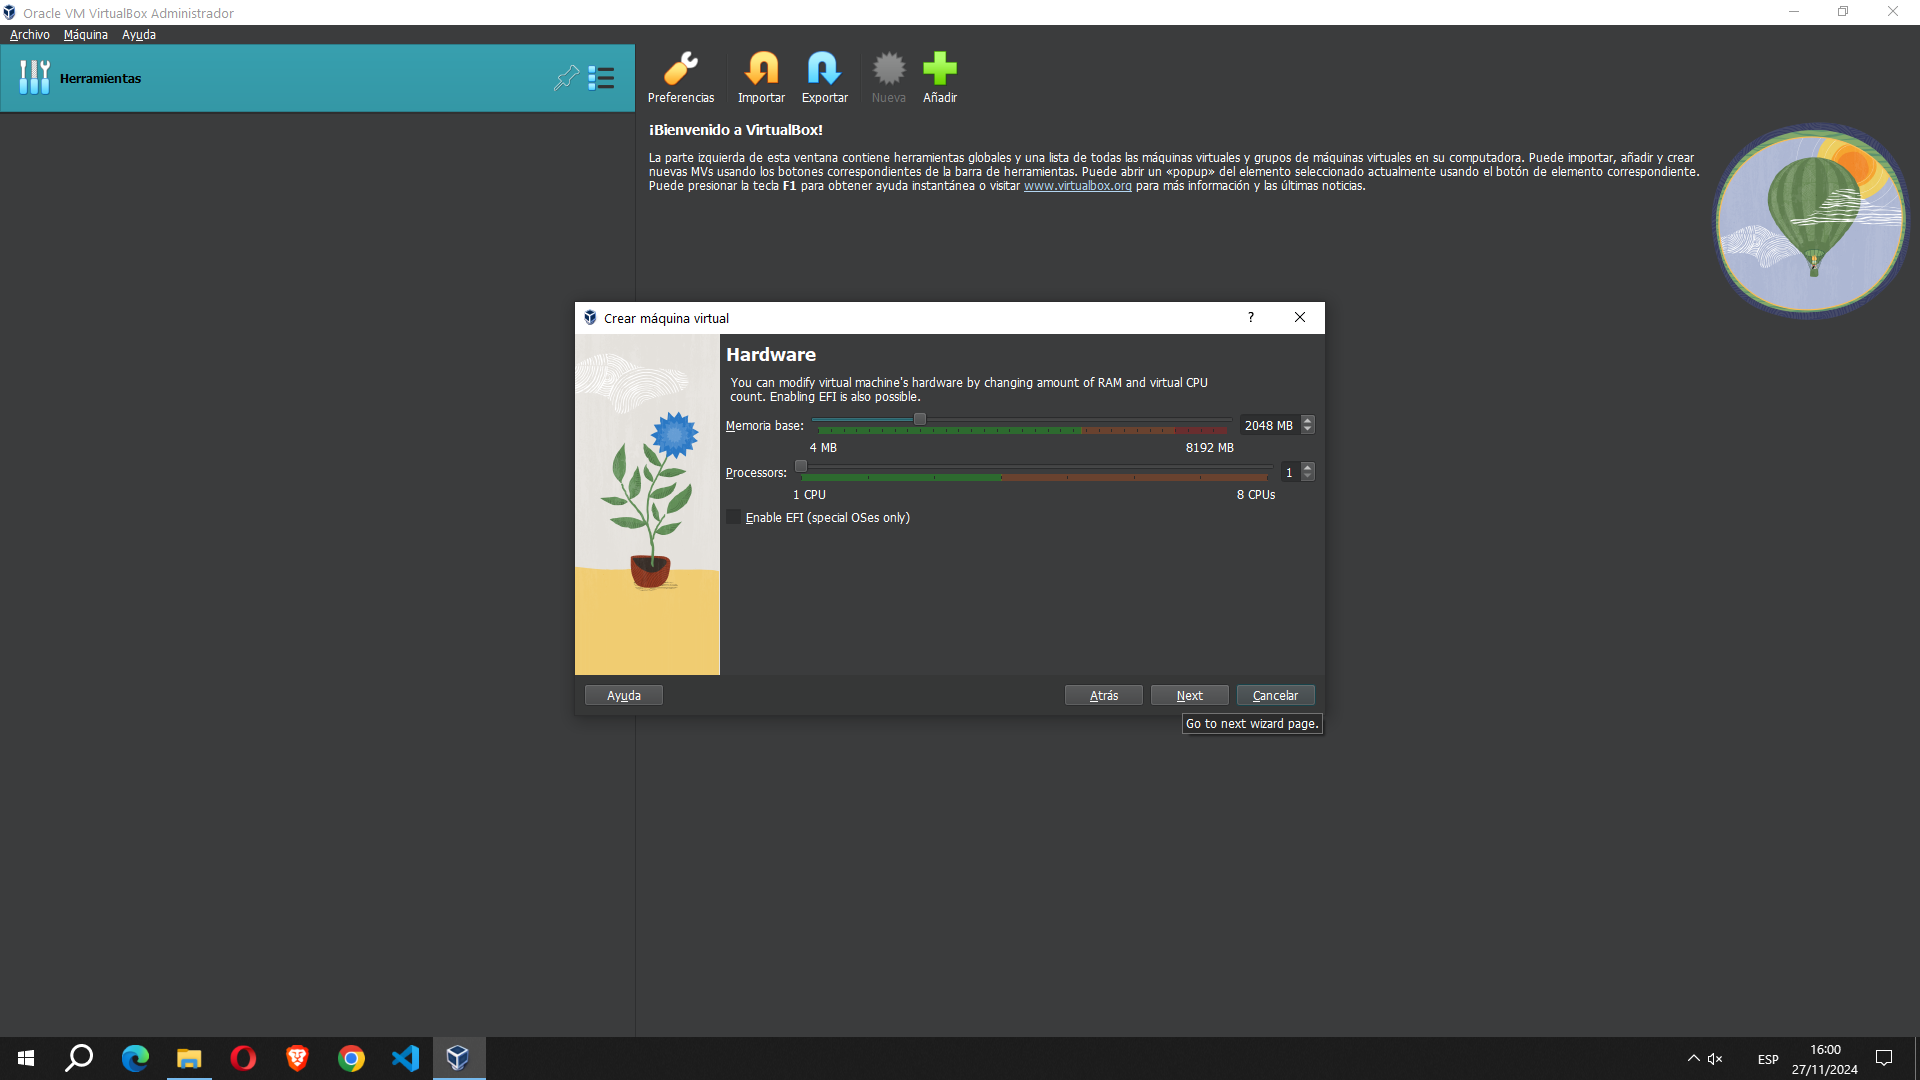 Oracle VM VirtualBox Administrador
Archivo Máquina Ayuda
Herramientas
Preferencias Importar Exportar Nueva Añadir
¡Bienvenido a VirtualBox!
La parte izquierda de esta ventana contiene herramientas globales y una lista de todas las máquinas virtuales y grupos de máquinas virtuales en su computadora. Puede importar, añadir y crear
nuevas MVs usando los botones correspondientes de la barra de herramientas. Puede abrir un «popup» del elemento seleccionado actualmente usando el botón de elemento correspondiente.
Puede presionar la tecla F1 para obtener ayuda instantánea o visitar www.virtualbox.org para más información y las últimas noticias.
Crear máquina virtual
?
Hardware
You can modify virtual machine's hardware by changing amount of RAM and virtual CPU
count. Enabling EFI is also possible.
Memoria base: 2048 MB
4 MB 8192 MB
Processors: 1
1 CPU 8 CPUs
Enable EFI (special OSes only)
Ayuda Atrás Next Cancelar
Go to next wizard page.
ESP
16:00
27/11/2024